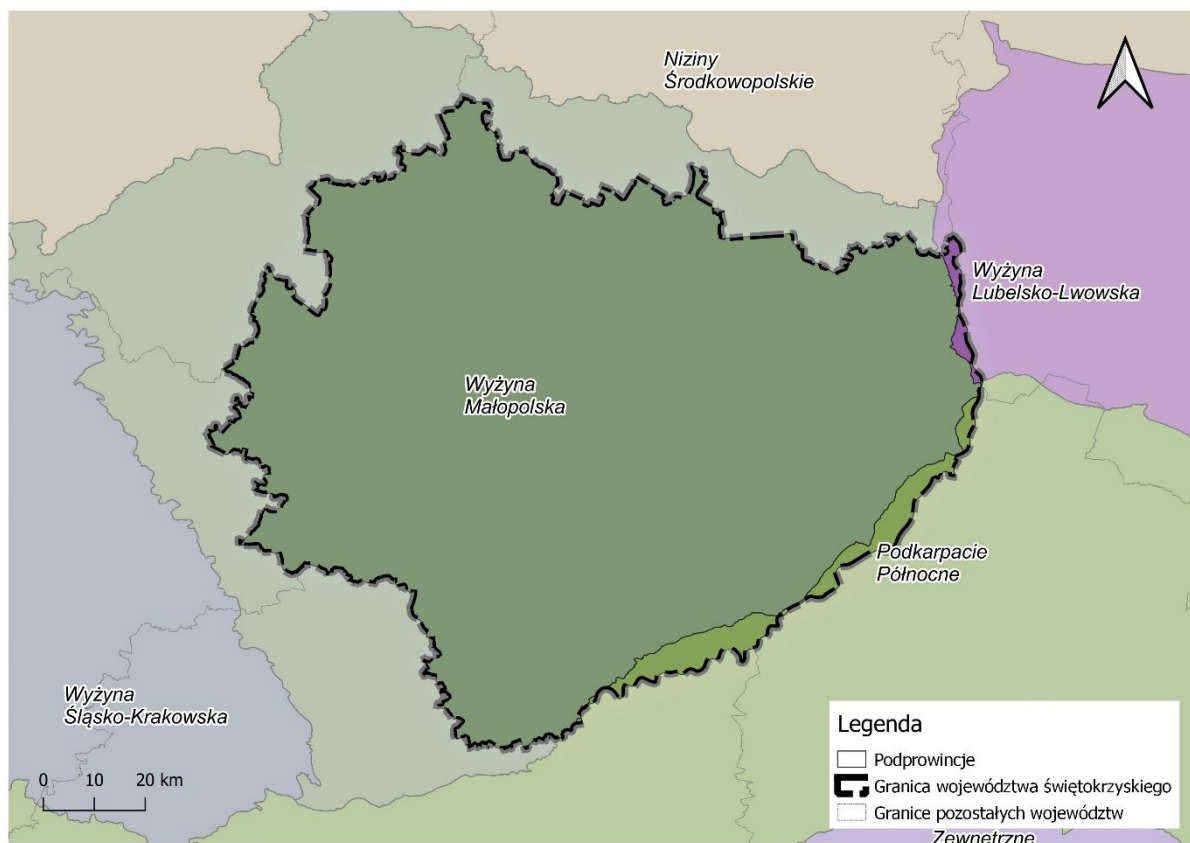 Niziny
Środkowopolskie
Wyżyna
Lubelsko-Lwowska
Wyżyna
Małopolska
Podkarpacie
Północne
Wyżyna
Śląsko-Krakowska
0 10 20 km
Legenda
Podprowincje
Granica województwa świętokrzyskiego
Granice pozostałych województw
Zewnętrzne